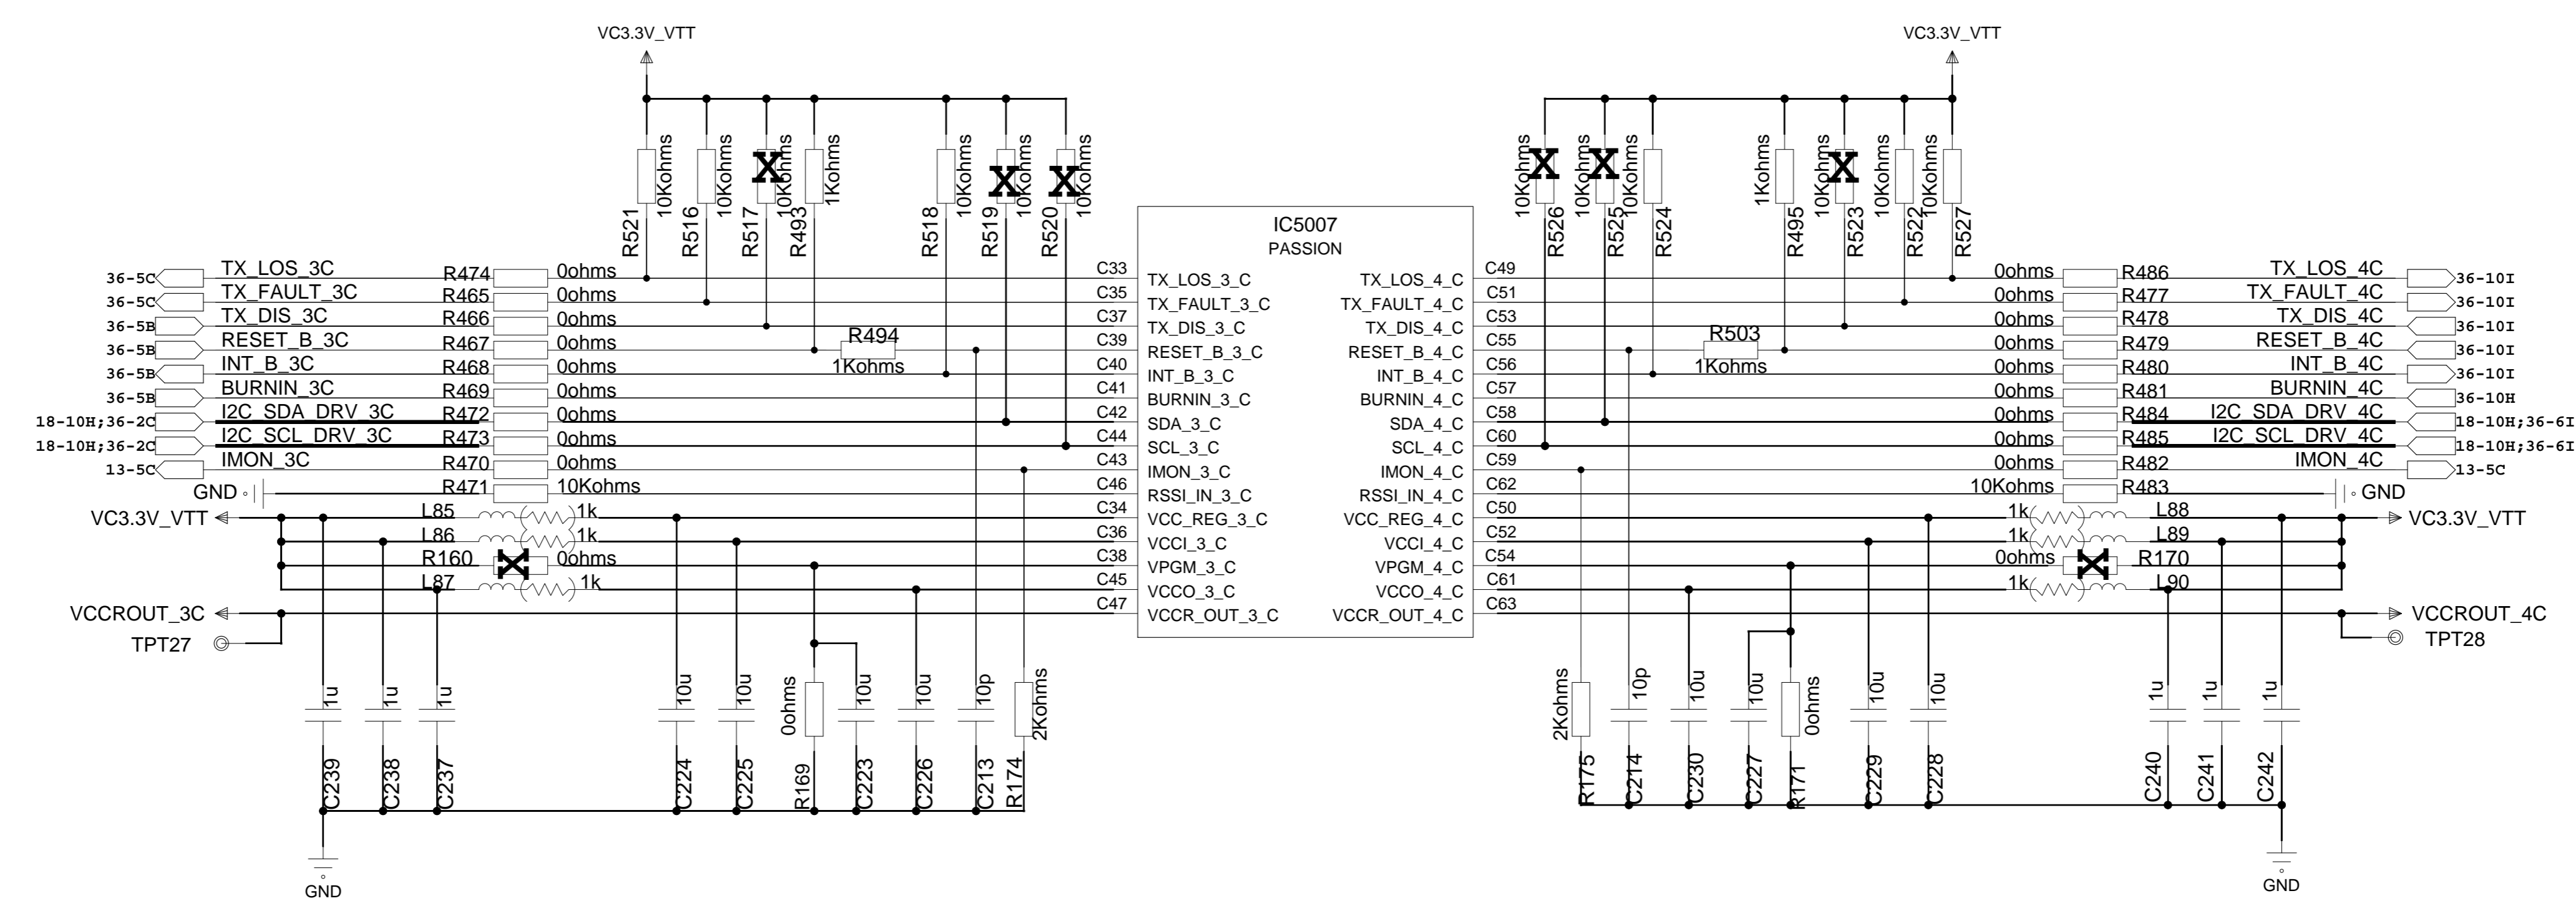 VC3.3V_VTT VC3.3V_VTT
10Kohms 10Kohms 10Kohms 1Kohms 10Kohms 10Kohms 10Kohms 10Kohms 10Kohms 10Kohms 1Kohms 10Kohms 10Kohms 10Kohms
R521 R516 R517 R493 R518 R519 R520 R526 R525 R524 R495 R523 R522 R527
IC5007
PASSION
36-5C TX_LOS_3C R474 0ohms C33 TX_LOS_3_C TX_LOS_4_C C49 0ohms R486 TX_LOS_4C 36-10I
36-5C TX_FAULT_3C R465 0ohms C35 TX_FAULT_3_C TX_FAULT_4_C C51 0ohms R477 TX_FAULT_4C 36-10I
36-5B TX_DIS_3C R466 0ohms C37 TX_DIS_3_C TX_DIS_4_C C53 0ohms R478 TX_DIS_4C 36-10I
36-5B RESET_B_3C R467 0ohms R494 1Kohms C39 RESET_B_3_C RESET_B_4_C C55 R503 1Kohms 0ohms R479 RESET_B_4C 36-10I
36-5B INT_B_3C R468 0ohms C40 INT_B_3_C INT_B_4_C C56 0ohms R480 INT_B_4C 36-10I
36-5B BURNIN_3C R469 0ohms C41 BURNIN_3_C BURNIN_4_C C57 0ohms R481 BURNIN_4C 36-10H
18-10H;36-2C I2C_SDA_DRV_3C R472 0ohms C42 SDA_3_C SDA_4_C C58 0ohms R484 I2C_SDA_DRV_4C 18-10H;36-6I
18-10H;36-2C I2C_SCL_DRV_3C R473 0ohms C44 SCL_3_C SCL_4_C C60 0ohms R485 I2C_SCL_DRV_4C 18-10H;36-6I
13-5C IMON_3C R470 0ohms C43 IMON_3_C IMON_4_C C59 0ohms R482 IMON_4C 13-5C
GND R471 10Kohms C46 RSSI_IN_3_C RSSI_IN_4_C C62 10Kohms R483 GND
VC3.3V_VTT L85 1k C34 VCC_REG_3_C VCC_REG_4_C C50 1k L88 VC3.3V_VTT
L86 1k C36 VCCI_3_C VCCI_4_C C52 1k L89
R160 0ohms C38 VPGM_3_C VPGM_4_C C54 0ohms R170
L87 1k C45 VCCO_3_C VCCO_4_C C61 1k L90
VCCROUT_3C C47 VCCR_OUT_3_C VCCR_OUT_4_C C63 VCCROUT_4C
TPT27 TPT28
1u 1u 1u 10u 10u 0ohms 10u 10u 10p 2Kohms 2Kohms 10p 10u 10u 0ohms 10u 10u 1u 1u 1u
C239 C238 C237 C224 C225 R169 C223 C226 C213 R174 R175 C214 C230 C227 R171 C229 C228 C240 C241 C242
GND GND